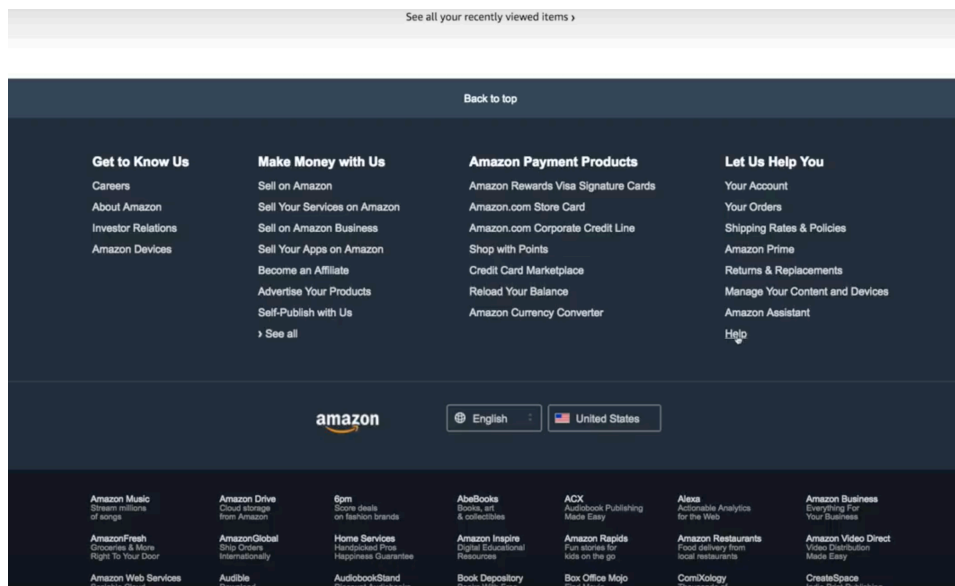 See all your recently viewed items ›
Back to top
Get to Know Us
Careers
About Amazon
Investor Relations
Amazon Devices
Make Money with Us
Sell on Amazon
Sell Your Services on Amazon
Sell on Amazon Business
Sell Your Apps on Amazon
Become an Affiliate
Advertise Your Products
Self-Publish with Us
› See all
Amazon Payment Products
Amazon Rewards Visa Signature Cards
Amazon.com Store Card
Amazon.com Corporate Credit Line
Shop with Points
Credit Card Marketplace
Reload Your Balance
Amazon Currency Converter
Let Us Help You
Your Account
Your Orders
Shipping Rates & Policies
Amazon Prime
Returns & Replacements
Manage Your Content and Devices
Amazon Assistant
Help
amazon
English
United States
Amazon Music
Stream millions
of songs
Amazon Drive
Cloud storage
from Amazon
6pm
Score deals
on fashion brands
AbeBooks
Books, art
& collectibles
ACX
Audiobook Publishing
Made Easy
Alexa
Actionable Analytics
for the Web
Amazon Business
Everything For
Your Business
AmazonFresh
Groceries & More
Right To Your Door
AmazonGlobal
Ship Orders
Internationally
Home Services
Handpicked Pros
Happiness Guarantee
Amazon Inspire
Digital Educational
Resources
Amazon Rapids
Fun stories for
kids on the go
Amazon Restaurants
Food delivery from
local restaurants
Amazon Video Direct
Video Distribution
Made Easy
Amazon Web Services
Audible
AudiobookStand
Book Depository
Box Office Mojo
ComiXology
CreateSpace